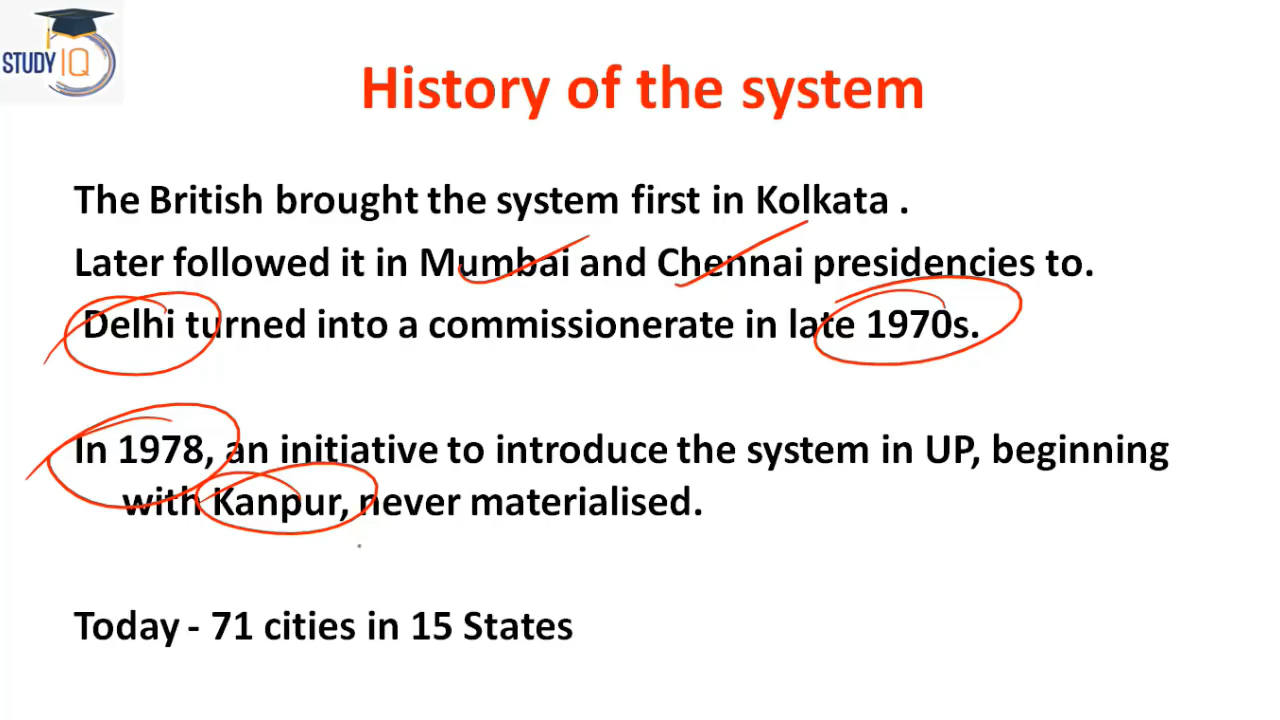 STUDY IQ
History of the system
The British brought the system first in Kolkata .
Later followed it in Mumbai and Chennai presidencies to.
Delhi turned into a commissionerate in late 1970s.
In 1978, an initiative to introduce the system in UP, beginning
with Kanpur, never materialised.
Today - 71 cities in 15 States